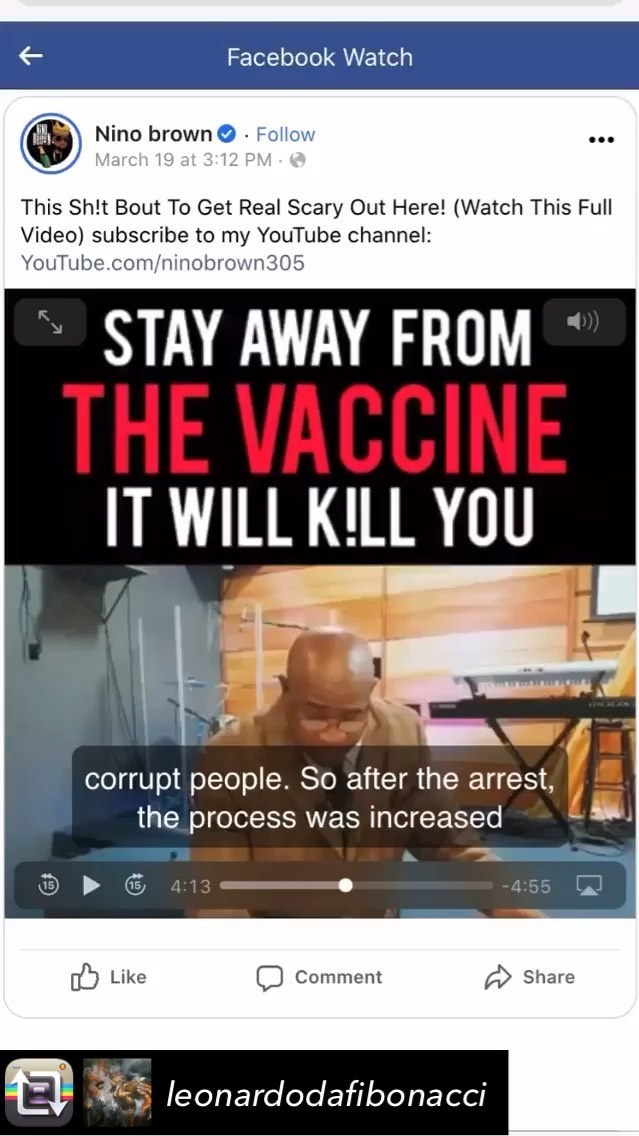 Facebook Watch
Nino brown · Follow
March 19 at 3:12 PM ·
This Sh!t Bout To Get Real Scary Out Here! (Watch This Full
Video) subscribe to my YouTube channel:
YouTube.com/ninobrown305
STAY AWAY FROM
THE VACCINE
IT WILL K!LL YOU
corrupt people. So after the arrest,
the process was increased
15 15 4:13 -4:55
Like Comment Share
leonardodafibonacci